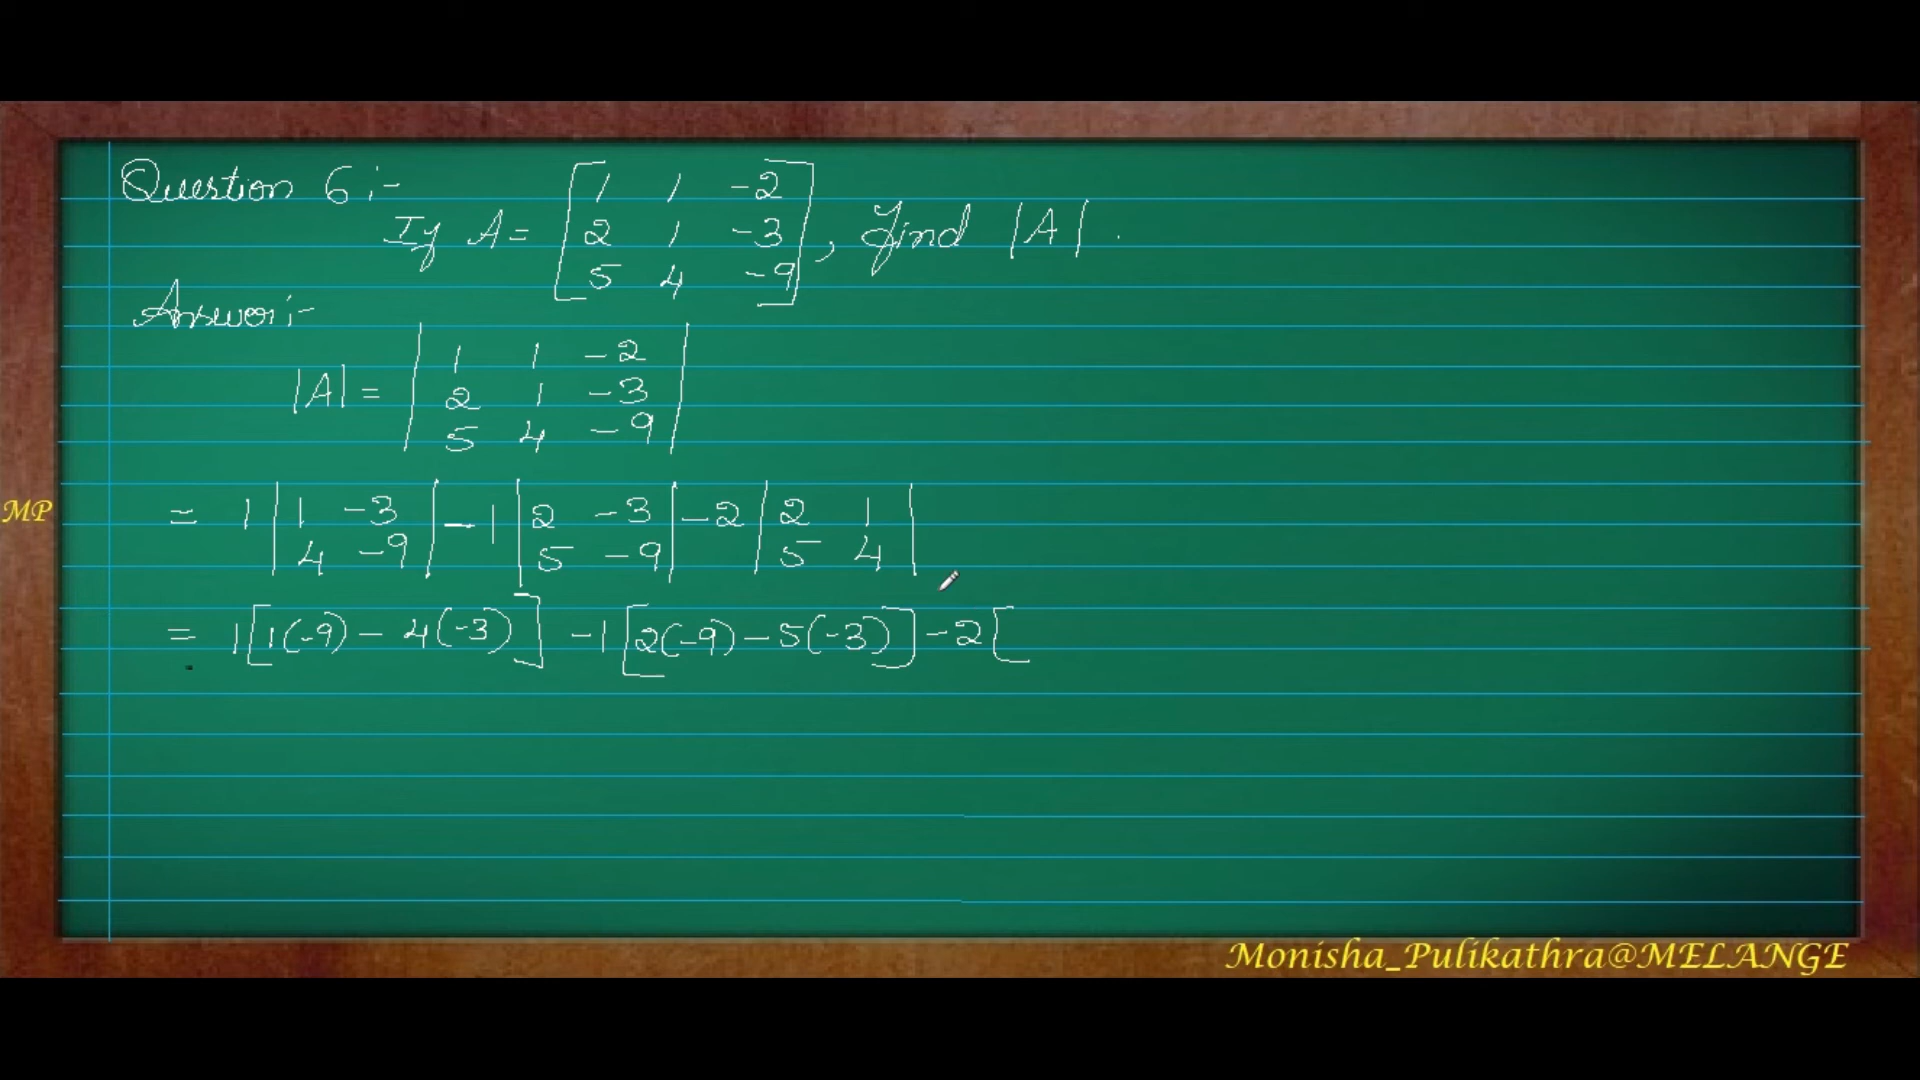 Question 6 :-
If A = [1 1 -2
2 1 -3
5 4 -9], find |A|.
Answer :-
|A| = |1 1 -2
2 1 -3
5 4 -9|
= 1 |1 -3
4 -9| - 1 |2 -3
5 -9| - 2 |2 1
5 4|
= 1[1(-9) - 4(-3)] - 1[2(-9) - 5(-3)] - 2[
MP
Monisha_Pulikathra@MELANGE